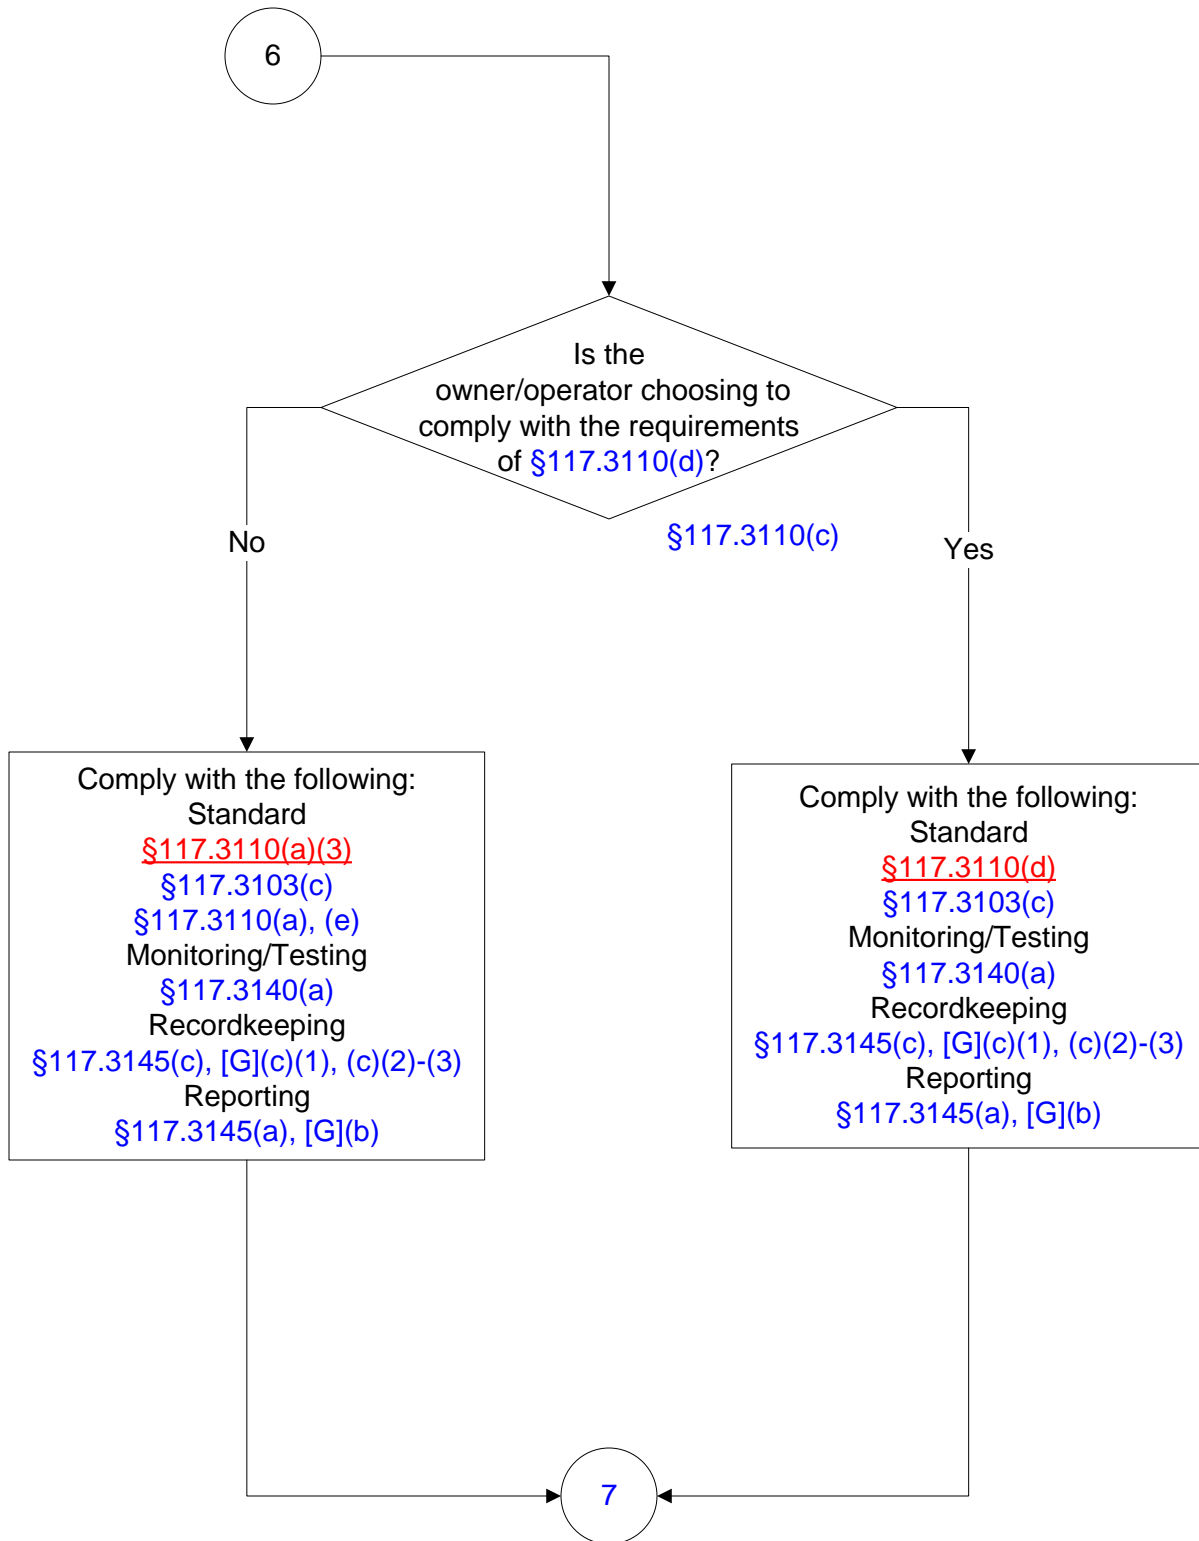 6
Is the
owner/operator choosing to
comply with the requirements
of §117.3110(d)?
§117.3110(c)
No
Yes
Comply with the following:
Standard
§117.3110(a)(3)
§117.3103(c)
§117.3110(a), (e)
Monitoring/Testing
§117.3140(a)
Recordkeeping
§117.3145(c), [G](c)(1), (c)(2)-(3)
Reporting
§117.3145(a), [G](b)
Comply with the following:
Standard
§117.3110(d)
§117.3103(c)
Monitoring/Testing
§117.3140(a)
Recordkeeping
§117.3145(c), [G](c)(1), (c)(2)-(3)
Reporting
§117.3145(a), [G](b)
7